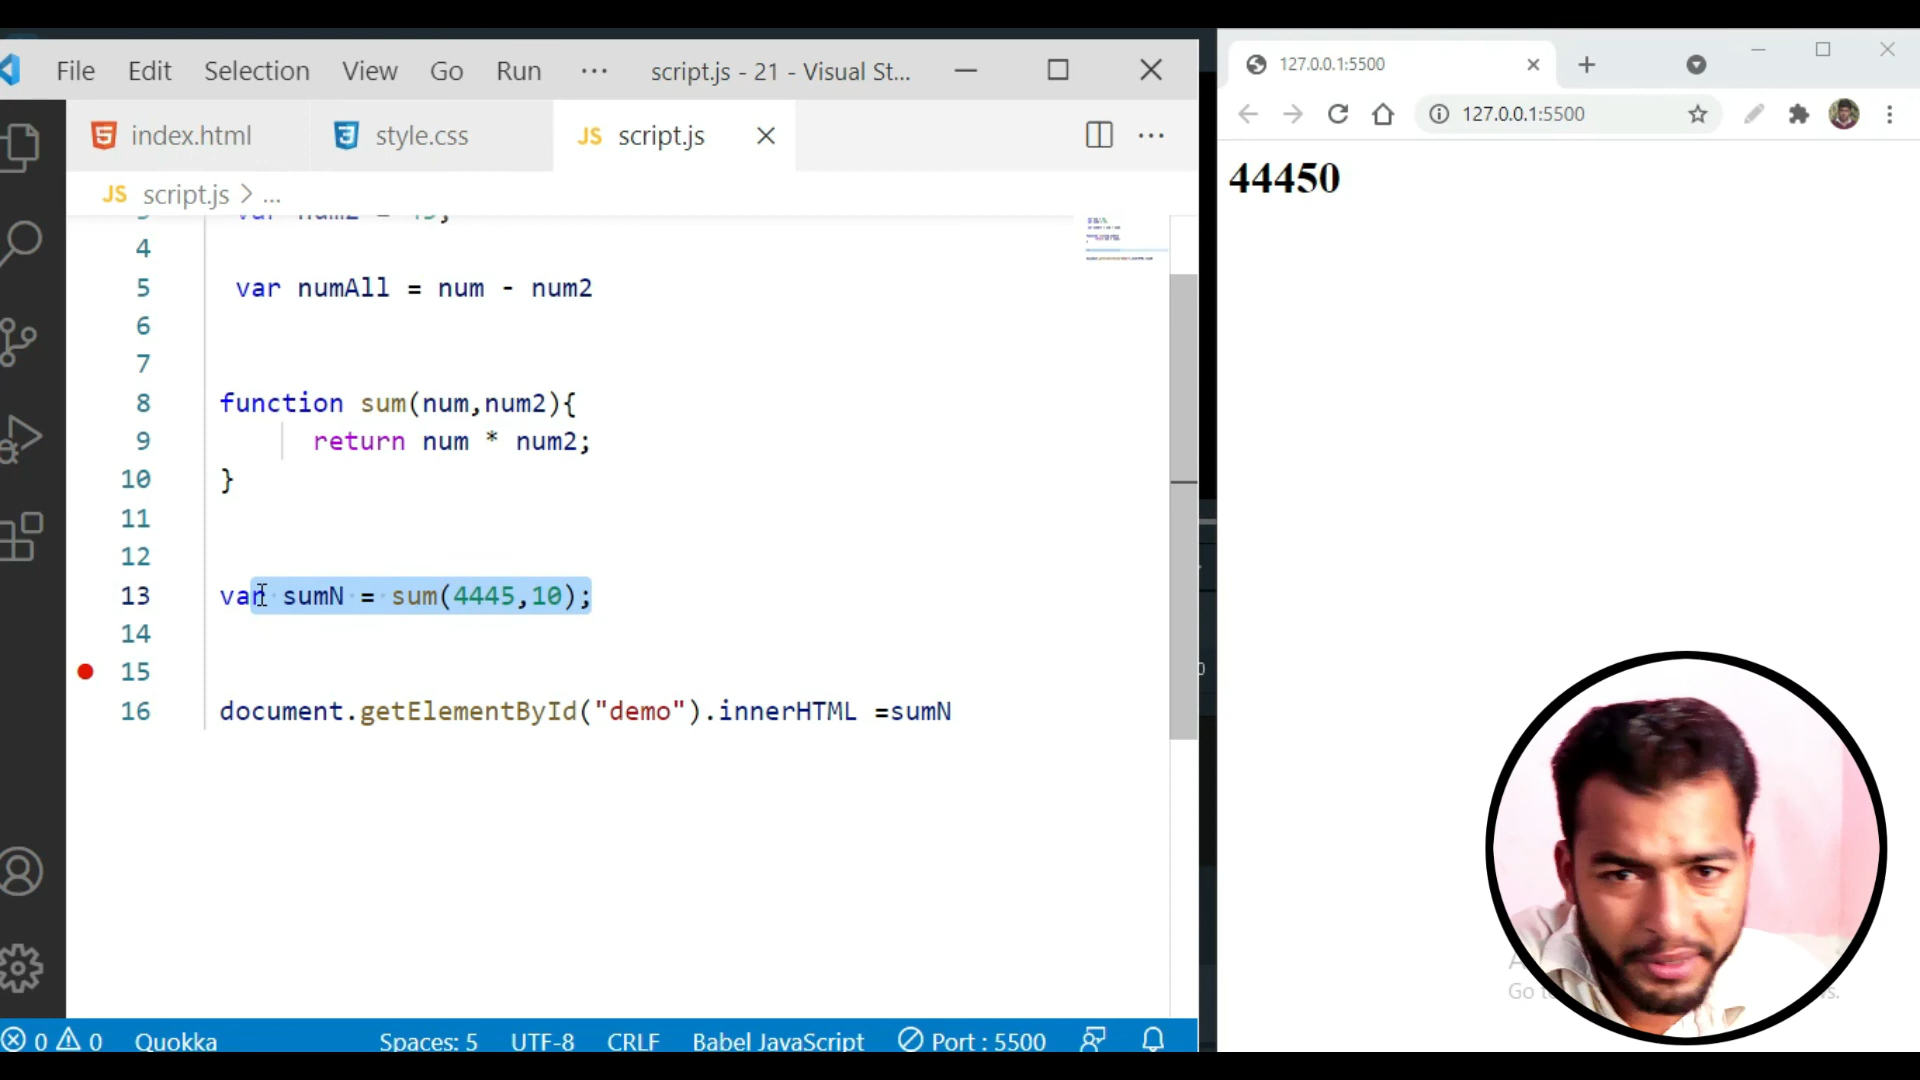 File Edit Selection View Go Run ··· script.js - 21 - Visual St...
index.html style.css JS script.js
JS script.js > ...
4
5 var numAll = num - num2
6
7
8 function sum(num,num2){
9 return num * num2;
10 }
11
12
13 var sumN = sum(4445,10);
14
15
16 document.getElementById("demo").innerHTML =sumN
0 0 Quokka Spaces: 5 UTF-8 CRLF Babel JavaScript Port : 5500
127.0.0.1:5500
127.0.0.1:5500
44450